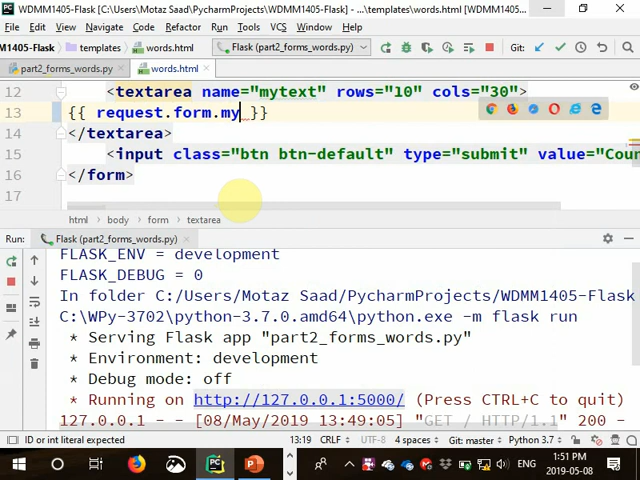 WDMM1405-Flask [C:\Users\Motaz Saad\PycharmProjects\WDMM1405-Flask] - ...\templates\words.html -...
File Edit View Navigate Code Refactor Run Tools VCS Window Help
M1405-Flask templates words.html Flask (part2_forms_words.py) Git:
part2_forms_words.py words.html
12 <textarea name="mytext" rows="10" cols="30">
13 {{ request.form.my }}
14 </textarea>
15 <input class="btn btn-default" type="submit" value="Coun
16 </form>
17
html body form textarea
Run: Flask (part2_forms_words.py)
FLASK_ENV = development
FLASK_DEBUG = 0
In folder C:/Users/Motaz Saad/PycharmProjects/WDMM1405-Flask
C:\WPy-3702\python-3.7.0.amd64\python.exe -m flask run
* Serving Flask app "part2_forms_words.py"
* Environment: development
* Debug mode: off
* Running on http://127.0.0.1:5000/ (Press CTRL+C to quit)
127.0.0.1 - - [08/May/2019 13:49:05] "GET / HTTP/1.1" 200 -
ID or int literal expected 13:19 CRLF UTF-8 4 spaces Git: master Python 3.7
ENG 1:51 PM
2019-05-08